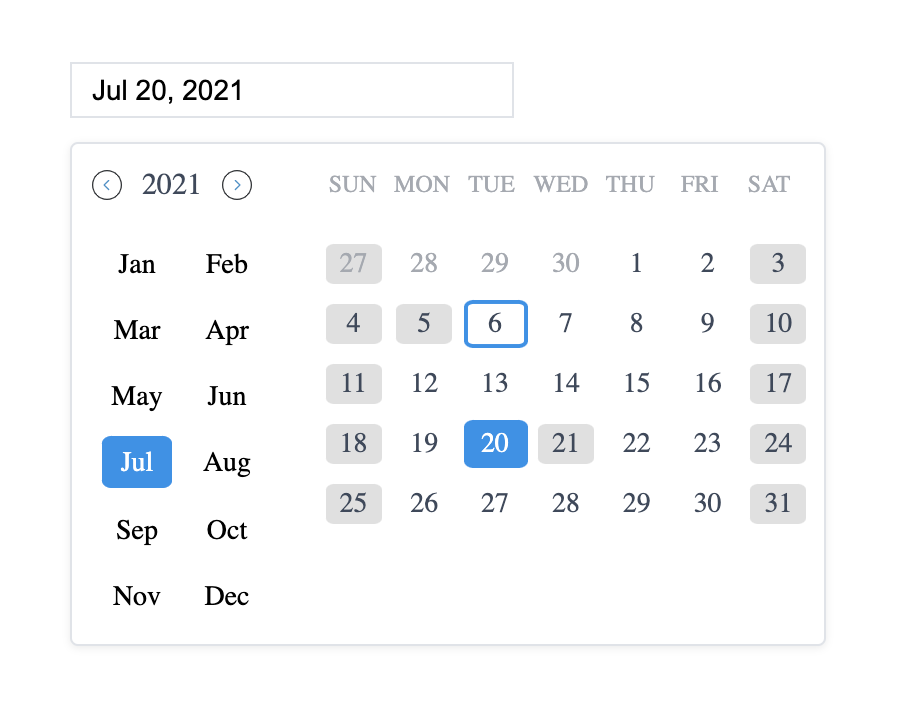 Jul 20, 2021
2021 SUN MON TUE WED THU FRI SAT
Jan Feb
Mar Apr
May Jun
Jul Aug
Sep Oct
Nov Dec
27 28 29 30 1 2 3
4 5 6 7 8 9 10
11 12 13 14 15 16 17
18 19 20 21 22 23 24
25 26 27 28 29 30 31